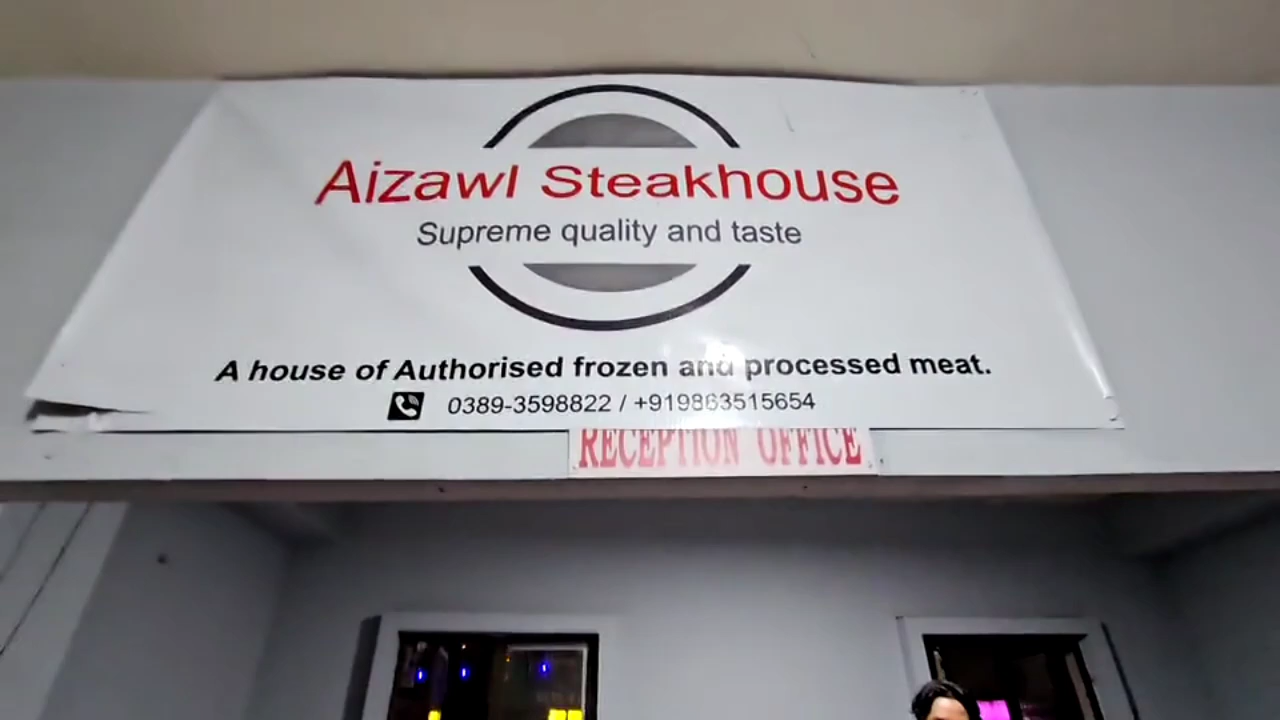 Aizawl Steakhouse
Supreme quality and taste
A house of Authorised frozen and processed meat.
0389-3598822 / +919863515654
RECEPTION OFFICE